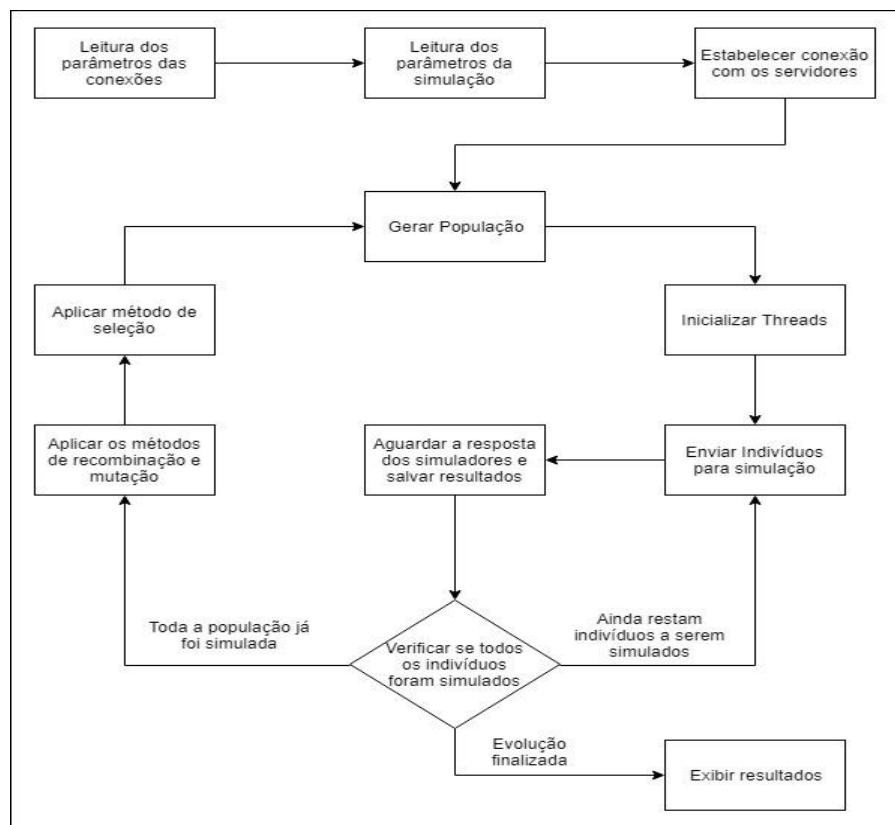 Leitura dos
parâmetros das
conexões
Leitura dos
parâmetros da
simulação
Estabelecer conexão
com os servidores
Gerar População
Aplicar método de
seleção
Inicializar Threads
Aplicar os métodos
de recombinação e
mutação
Aguardar a resposta
dos simuladores e
salvar resultados
Enviar Indivíduos
para simulação
Toda a população já
foi simulada
Verificar se todos
os indivíduos
foram simulados
Ainda restam
indivíduos a serem
simulados
Evolução
finalizada
Exibir resultados